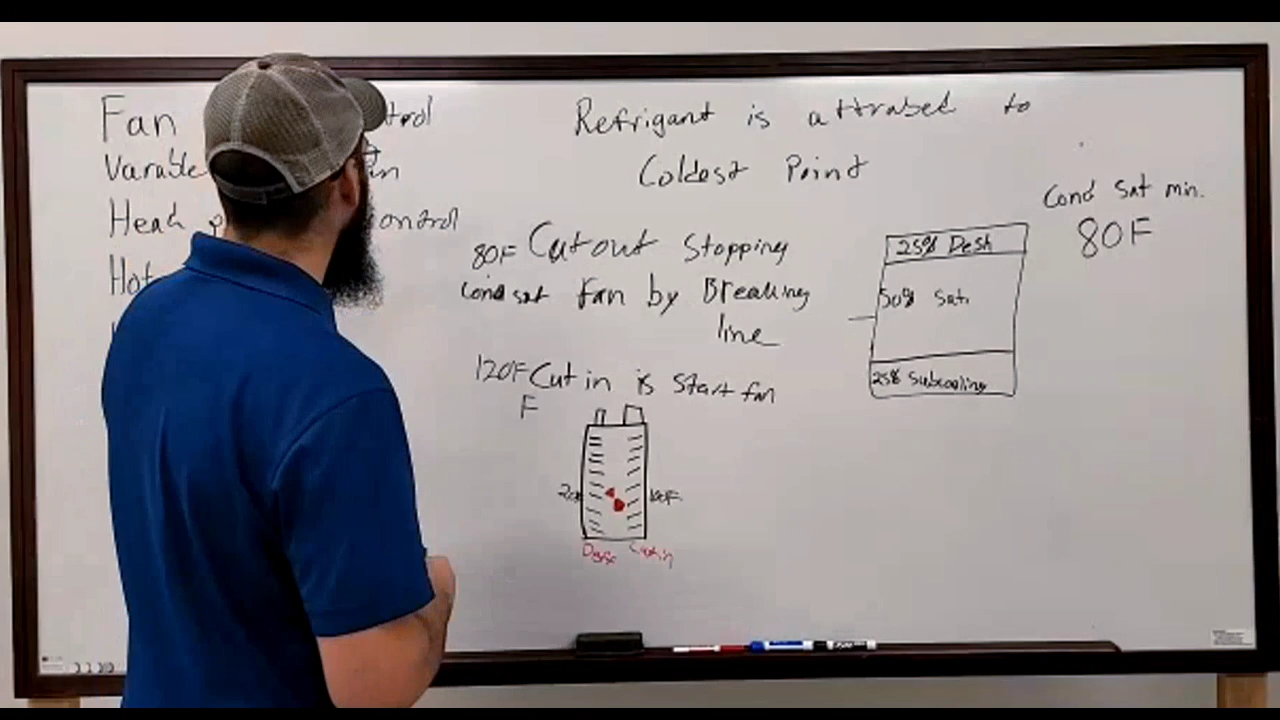 Fan
Varable
Head
ontrol
Hot
Refrigant is attrabed to
Coldest Point
Cond Sat min.
80F
80F Cut out Stopping
Cond sat fan by Breaking
line
120F Cut in is Start fan
F
25% Desh
50% Sat.
25% Subcooling